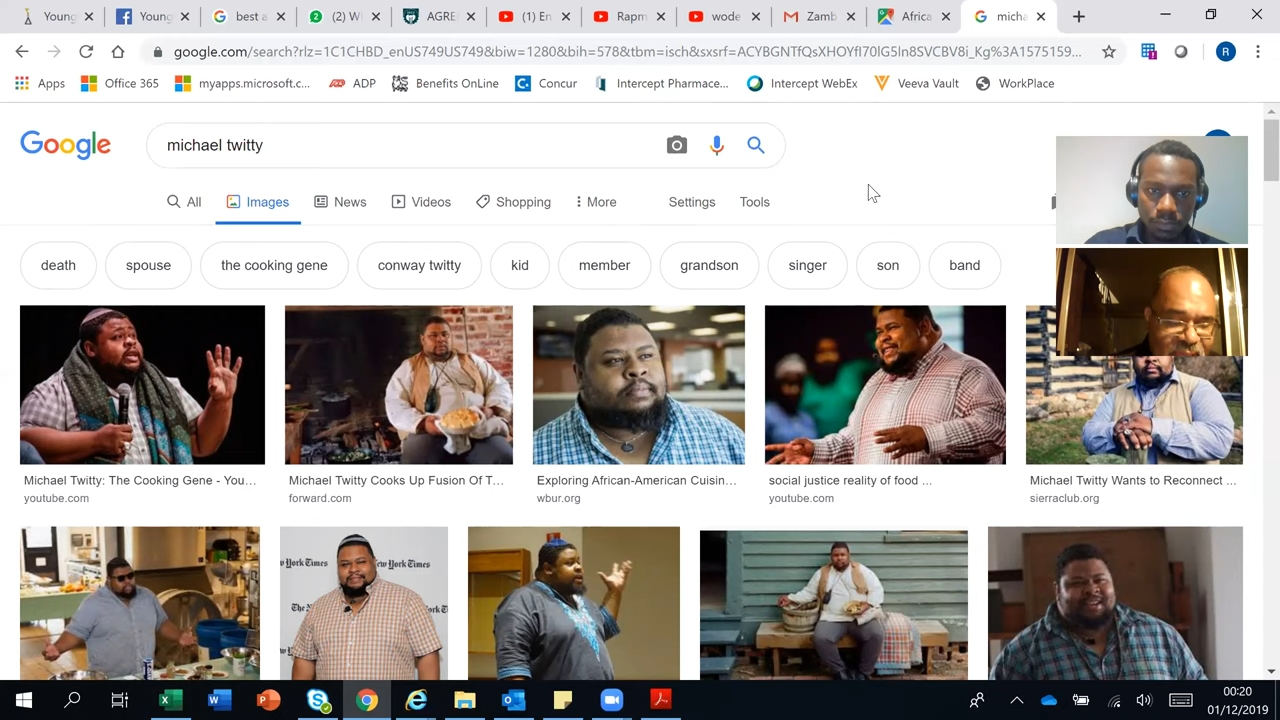 Young
Young
best a
(2) W
AGRE
(1) En
Rapm
wode
Zamb
Africa
micha
google.com/search?rlz=1C1CHBD_enUS749US749&biw=1280&bih=578&tbm=isch&sxsrf=ACYBGNTfQsXHOYfl70lG5ln8SVCBV8i_Kg%3A1575159...
R
Apps
Office 365
myapps.microsoft.c...
ADP
Benefits OnLine
Concur
Intercept Pharmace...
Intercept WebEx
Veeva Vault
WorkPlace
Google
michael twitty
All
Images
News
Videos
Shopping
More
Settings
Tools
death
spouse
the cooking gene
conway twitty
kid
member
grandson
singer
son
band
Michael Twitty: The Cooking Gene - You...
youtube.com
Michael Twitty Cooks Up Fusion Of T...
forward.com
Exploring African-American Cuisin...
wbur.org
social justice reality of food ...
youtube.com
Michael Twitty Wants to Reconnect ...
sierraclub.org
New York Times
New York Times
00:20
01/12/2019